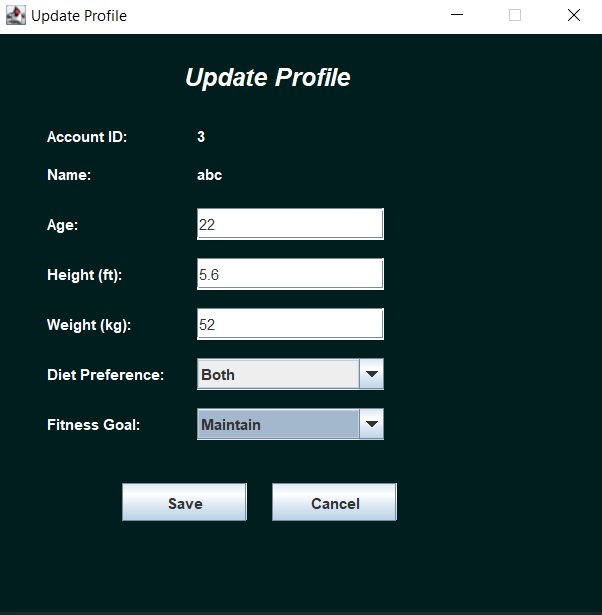 Update Profile
Update Profile
Account ID: 3
Name: abc
Age: 22
Height (ft): 5.6
Weight (kg): 52
Diet Preference: Both
Fitness Goal: Maintain
Save Cancel